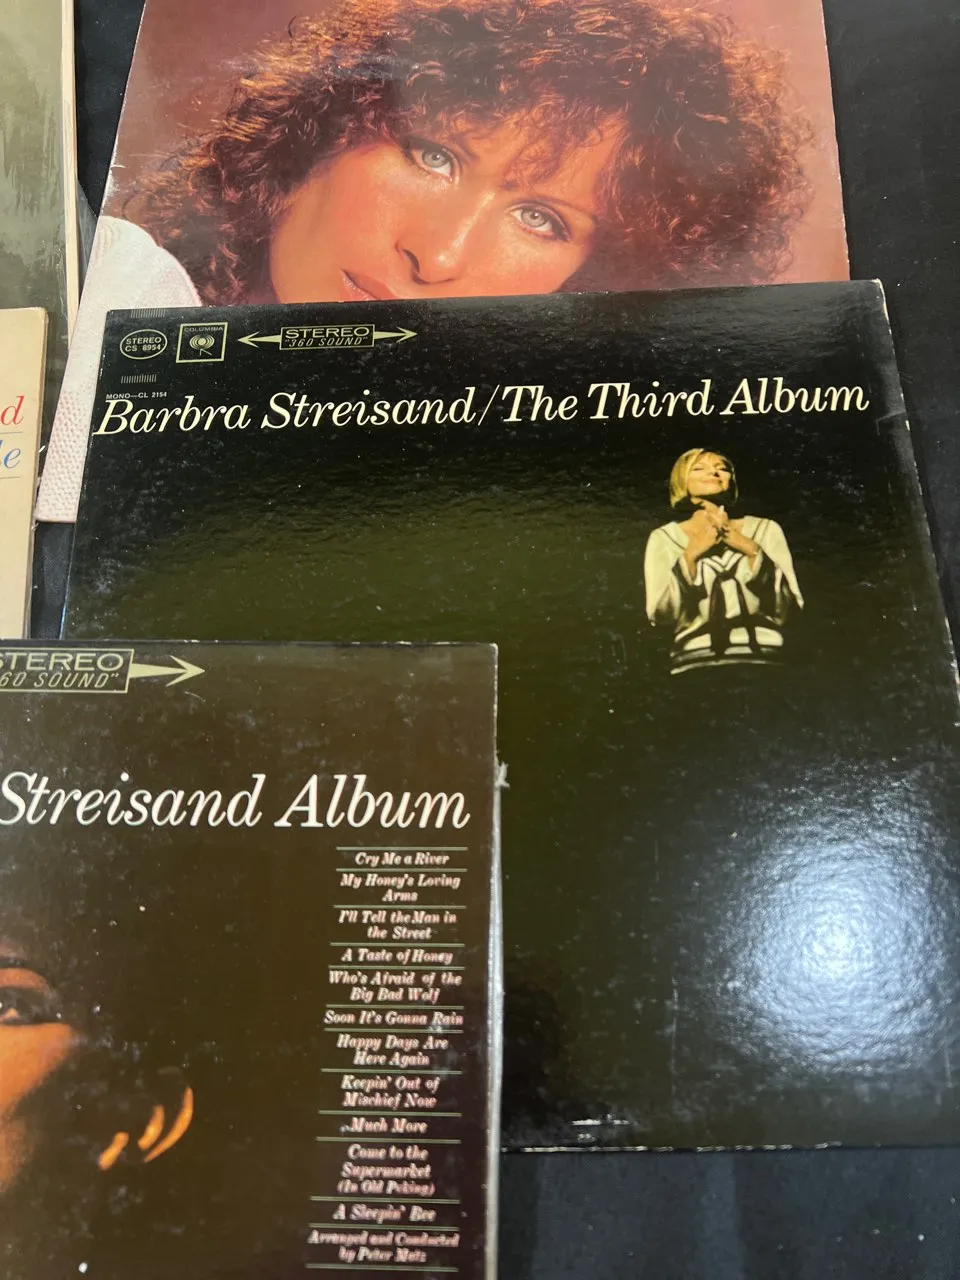 STEREO
CS 8954
COLUMBIA
STEREO
"360 SOUND"
MONO—CL 2154
Barbra Streisand/The Third Album
d
le
STEREO
360 SOUND"
Streisand Album
Cry Me a River
My Honey's Loving
Arms
I'll Tell the Man in
the Street
A Taste of Honey
Who's Afraid of the
Big Bad Wolf
Soon It's Gonna Rain
Happy Days Are
Here Again
Keepin' Out of
Mischief Now
Much More
Come to the
Supermarket
(In Old Peking)
A Sleepin' Bee
Arranged and Conducted
by Peter Matz